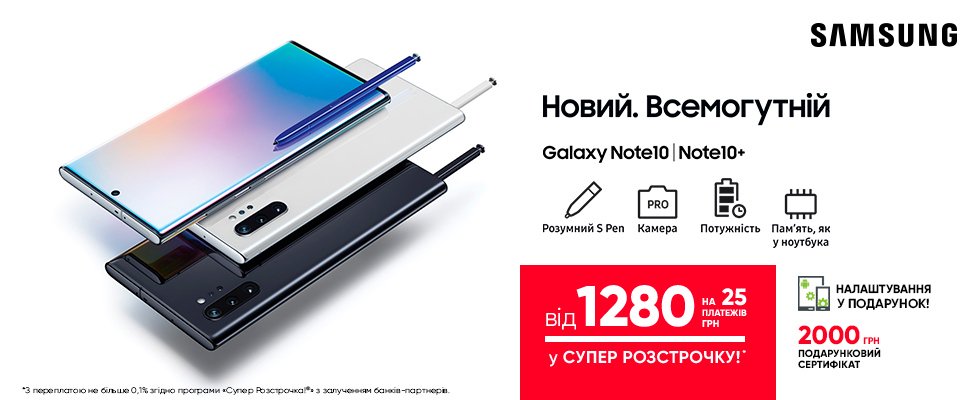 SAMSUNG
Новий. Всемогутній
Galaxy Note10 | Note10+
PRO
Розумний S Pen
Камера
Потужність
Пам'ять, як
у ноутбука
від 1280 на 25
платежів
грн
у СУПЕР РОЗСТРОЧКУ!*
НАЛАШТУВАННЯ
У ПОДАРУНОК!
2000 ГРН
ПОДАРУНКОВИЙ
СЕРТИФІКАТ
*З переплатою не більше 0,1% згідно програми «Супер Розстрочка!®» з залученням банків-партнерів.